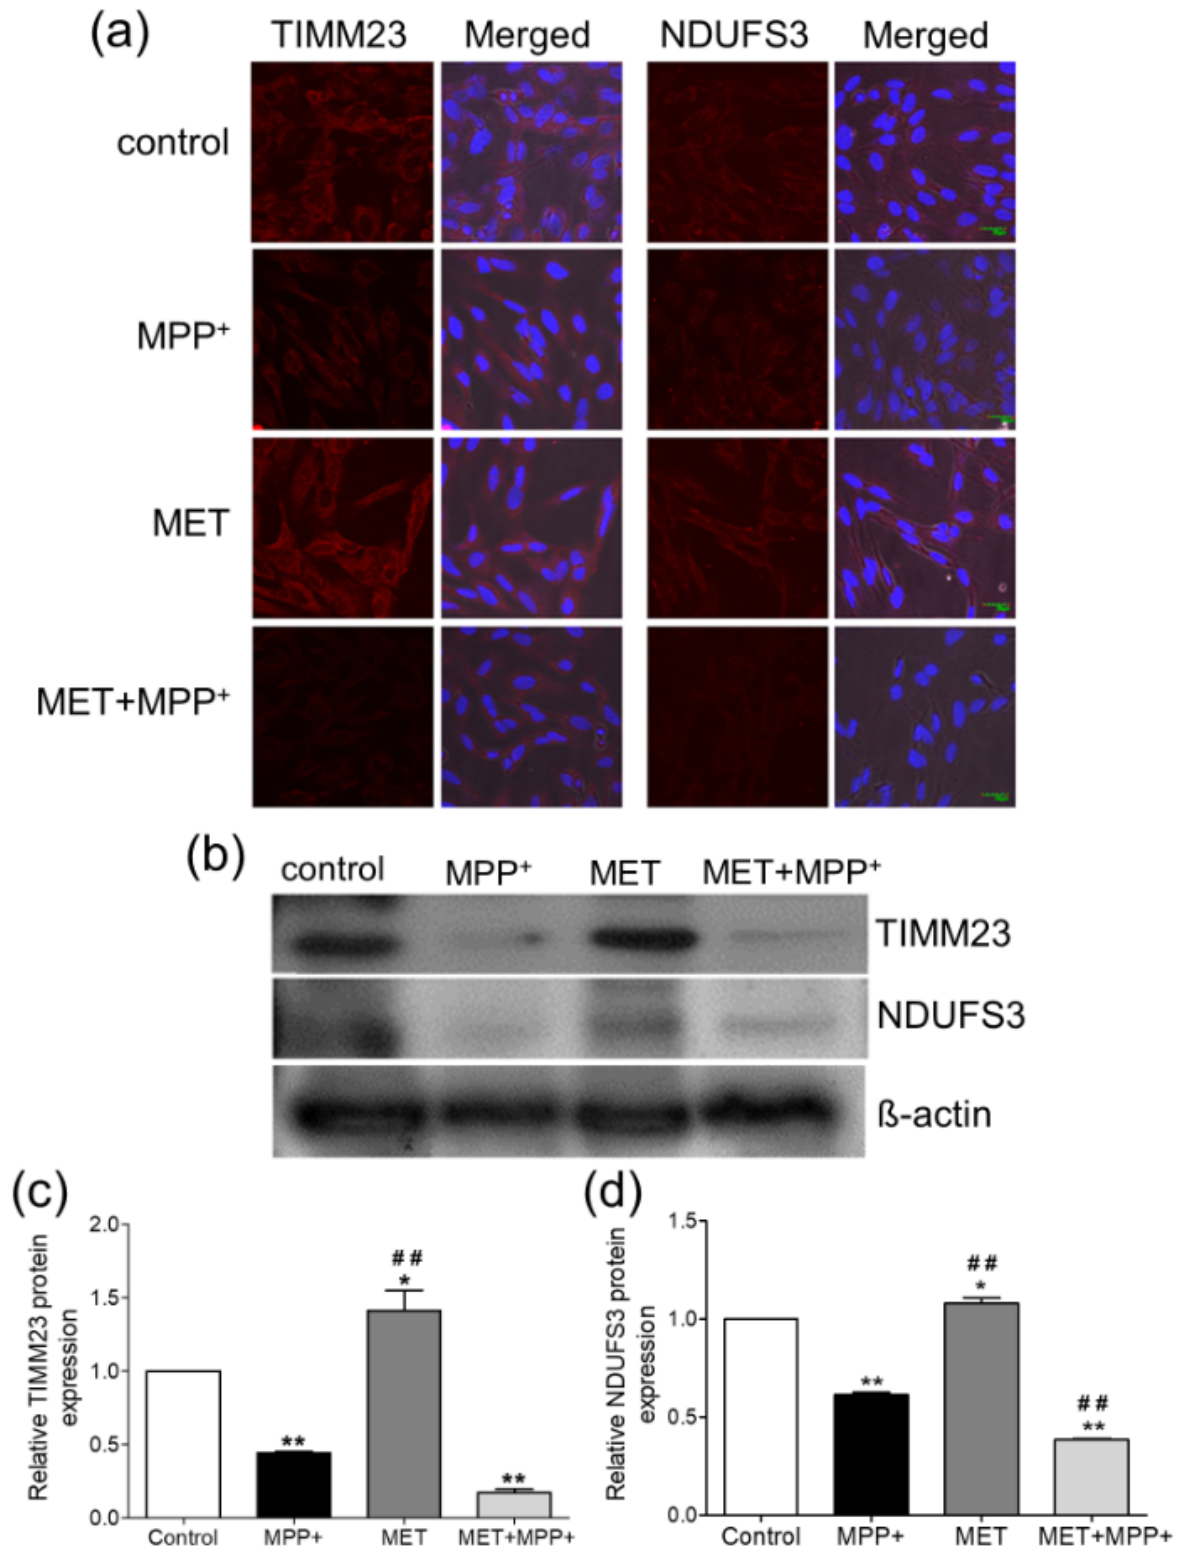 (a)
TIMM23 Merged NDUFS3 Merged
control
MPP⁺
MET
MET+MPP⁺
(b)
control MPP⁺ MET MET+MPP⁺
TIMM23
NDUFS3
ß-actin
(c)
Relative TIMM23 protein
expression
2.0
1.5
1.0
0.5
0.0
**
##
*
**
Control MPP+ MET MET+MPP+
(d)
Relative NDUFS3 protein
expression
1.5
1.0
0.5
0.0
**
##
*
##
**
Control MPP+ MET MET+MPP+